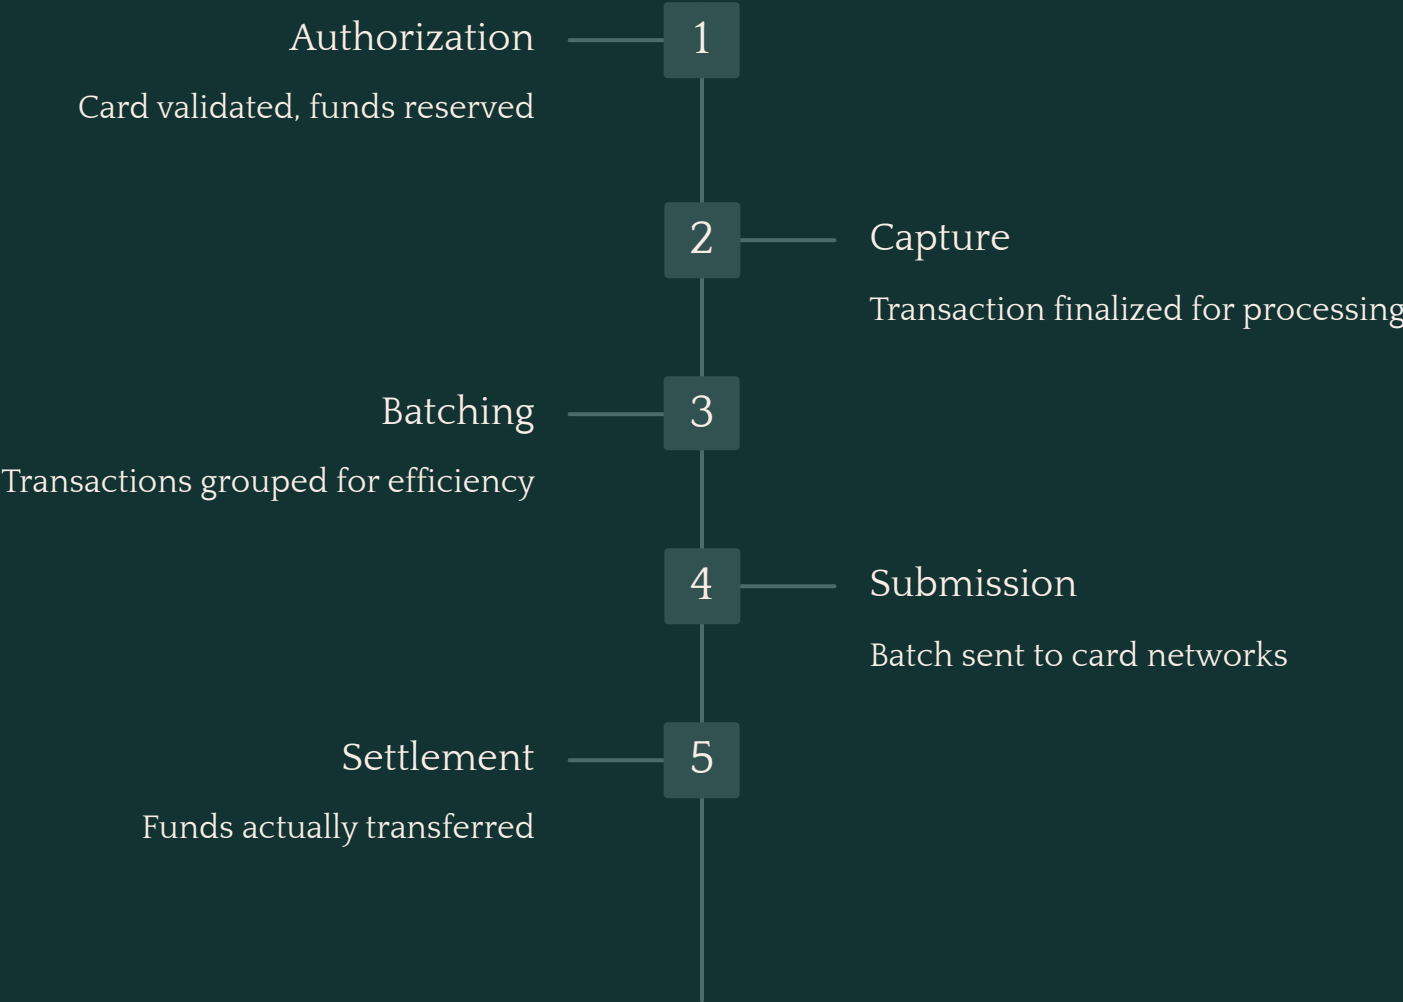 Authorization
1
Card validated, funds reserved
2
Capture
Transaction finalized for processing
Batching
3
Transactions grouped for efficiency
4
Submission
Batch sent to card networks
Settlement
5
Funds actually transferred